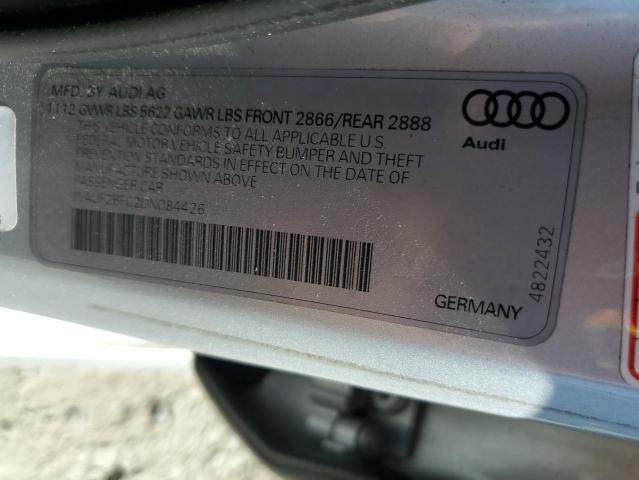 MFD. BY AUDI AG
1112 GVWR LBS 5622 GAWR LBS FRONT 2866/REAR 2888
THIS VEHICLE CONFORMS TO ALL APPLICABLE U.S.
FEDERAL MOTOR VEHICLE SAFETY BUMPER AND THEFT
PREVENTION STANDARDS IN EFFECT ON THE DATE OF
MANUFACTURE SHOWN ABOVE
PASSENGER CAR
WAUF2BFC2DN084426
Audi
GERMANY
4822432